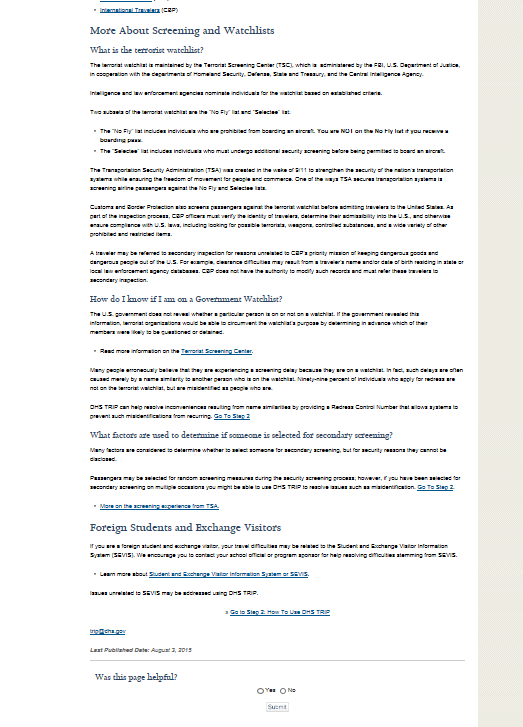 International Travelers (CBP)
More About Screening and Watchlists
What is the terrorist watchlist?
The terrorist watchlist is maintained by the Terrorist Screening Center (TSC), which is administered by the FBI, U.S. Department of Justice,
in cooperation with the departments of Homeland Security, Defense, State and Treasury, and the Central Intelligence Agency.
Intelligence and law enforcement agencies nominate individuals for the watchlist based on established criteria.
Two subsets of the terrorist watchlist are the "No Fly" list and "Selectee" list:
• The "No Fly" list includes individuals who are prohibited from boarding an aircraft. You are NOT on the No Fly list if you receive a
boarding pass.
• The "Selectee" list includes individuals who must undergo additional security screening before being permitted to board an aircraft.
The Transportation Security Administration (TSA) was created in the wake of 9/11 to strengthen the security of the nation's transportation
systems while ensuring the freedom of movement for people and commerce. One of the ways TSA secures transportation systems is
screening airline passengers against the No Fly and Selectee lists.
Customs and Border Protection also screens passengers against the terrorist watchlist before admitting travelers to the United States. As
part of the inspection process, CBP officers must verify the identity of travelers, determine their admissibility into the U.S., and otherwise
ensure compliance with U.S. laws, including looking for possible terrorists, weapons, controlled substances, and a wide variety of other
prohibited and restricted items.
A traveler may be referred to secondary inspection for reasons unrelated to CBP's priority mission of keeping dangerous goods and
dangerous people out of the U.S. For example, clearance difficulties may result from a traveler's name and/or date of birth residing in state or
local law enforcement agency databases. CBP does not have the authority to modify such records and must refer these travelers to
secondary inspection.
How do I know if I am on a Government Watchlist?
The U.S. government does not reveal whether a particular person is on or not on a watchlist. If the government revealed this
information, terrorist organizations would be able to circumvent the watchlist's purpose by determining in advance which of their
members were likely to be questioned or detained.
• Read more information on the Terrorist Screening Center.
Many people erroneously believe that they are experiencing a screening delay because they are on a watchlist. In fact, such delays are often
caused merely by a name similarity to another person who is on the watchlist. Ninety-nine percent of individuals who apply for redress are
not on the terrorist watchlist, but are misidentified as people who are.
DHS TRIP can help resolve inconveniences resulting from name similarities by providing a Redress Control Number that allows systems to
prevent such misidentifications from recurring. Go To Step 2
What factors are used to determine if someone is selected for secondary screening?
Many factors are considered to determine whether to select someone for secondary screening, but for security reasons they cannot be
disclosed.
Passengers may be selected for random screening measures during the security screening process; however, if you have been selected for
secondary screening on multiple occasions you might be able to use DHS TRIP to resolve issues such as misidentification. Go To Step 2.
• More on the screening experience from TSA.
Foreign Students and Exchange Visitors
If you are a foreign student and exchange visitor, your travel difficulties may be related to the Student and Exchange Visitor Information
System (SEVIS). We encourage you to contact your school official or program sponsor for help resolving difficulties stemming from SEVIS.
• Learn more about Student and Exchange Visitor Information System or SEVIS.
Issues unrelated to SEVIS may be addressed using DHS TRIP.
Go to Step 2: How To Use DHS TRIP
trip@dhs.gov
Last Published Date: August 3, 2015
Was this page helpful?
Yes No
Submit